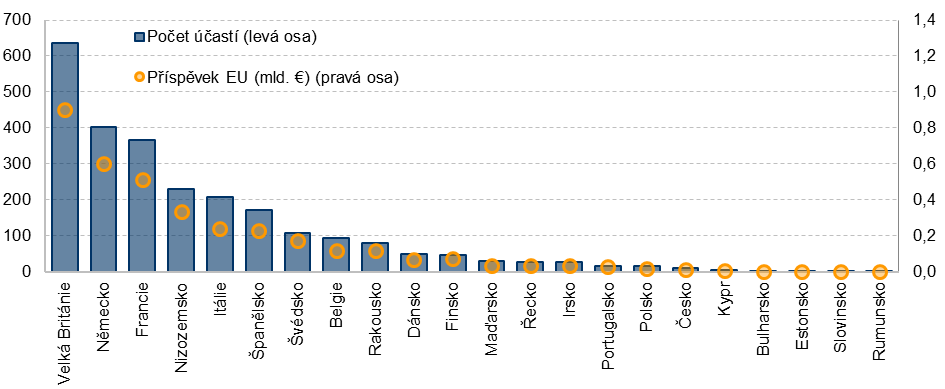 700
600
500
400
300
200
100
0
Počet účastí (levá osa)
Příspěvek EU (mld. €) (pravá osa)
1,4
1,2
1,0
0,8
0,6
0,4
0,2
0,0
Velká Británie
Německo
Francie
Nizozemsko
Itálie
Španělsko
Švédsko
Belgie
Rakousko
Dánsko
Finsko
Maďarsko
Řecko
Irsko
Portugalsko
Polsko
Česko
Kypr
Bulharsko
Estonsko
Slovinsko
Rumunsko